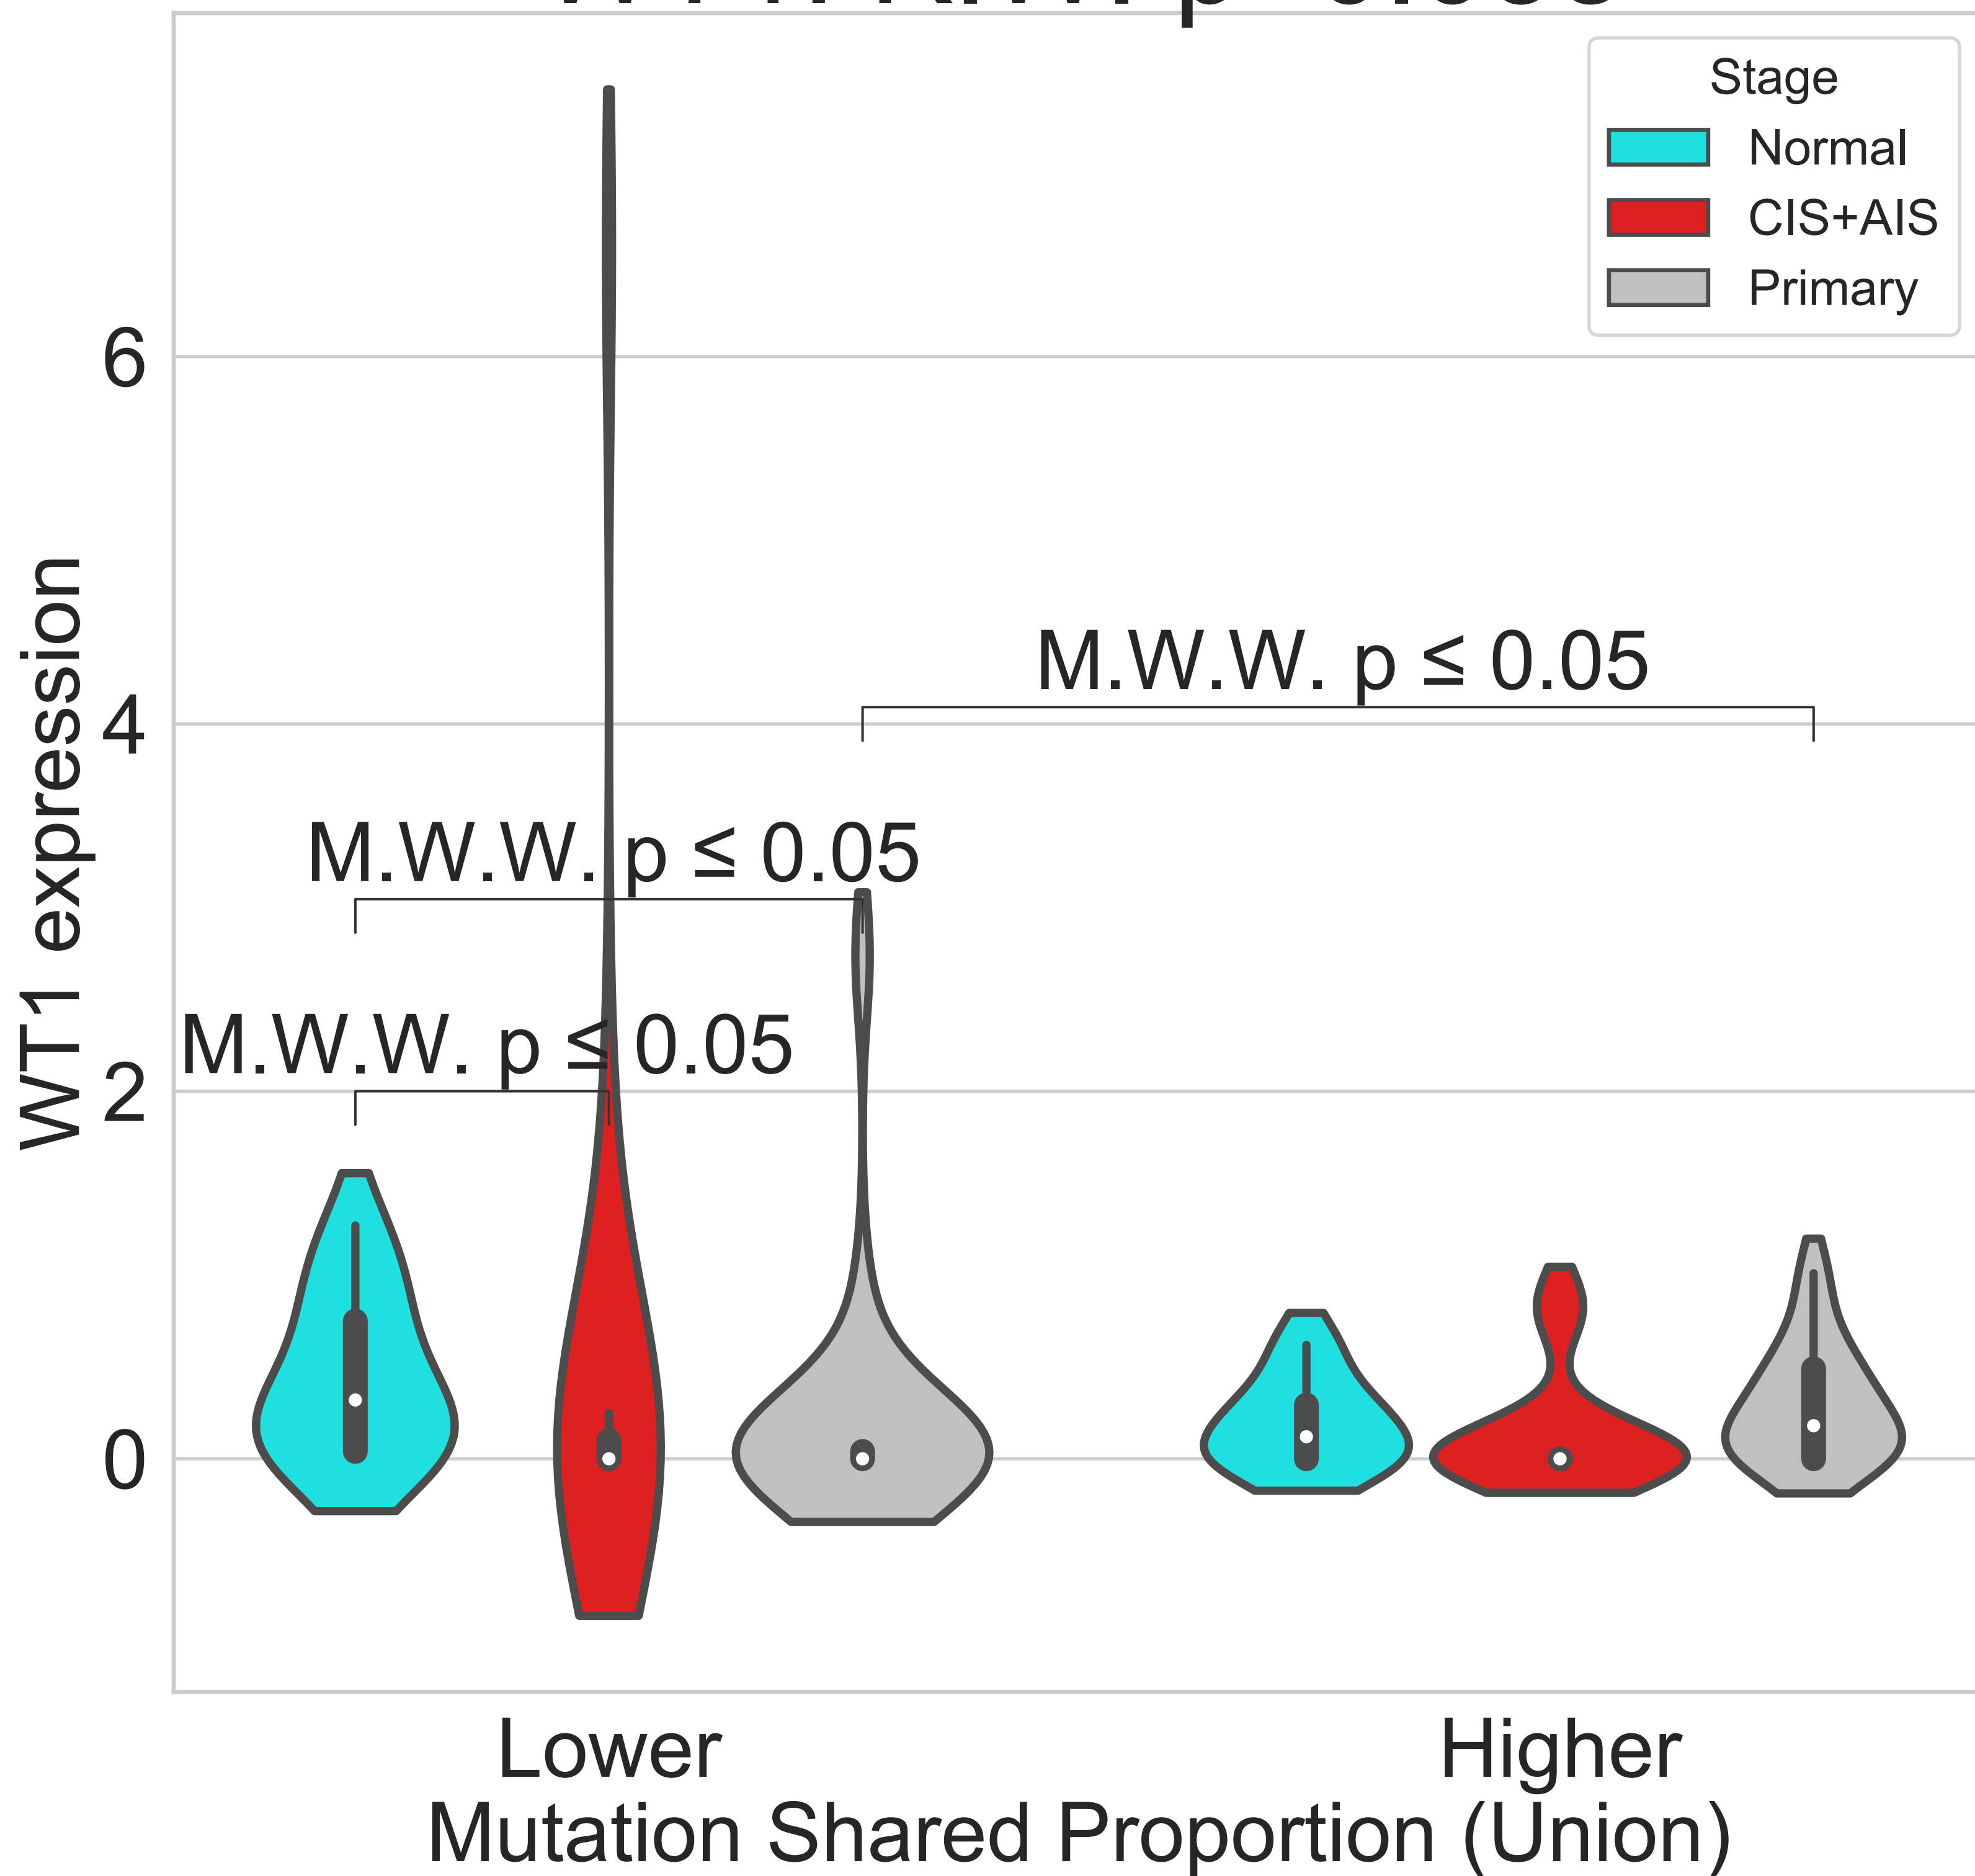 Stage
Normal
CIS+AIS
Primary
6
4
2
0
WT1 expression
M.W.W. p ≤ 0.05
M.W.W. p ≤ 0.05
M.W.W. p ≤ 0.05
Lower
Higher
Mutation Shared Proportion (Union)